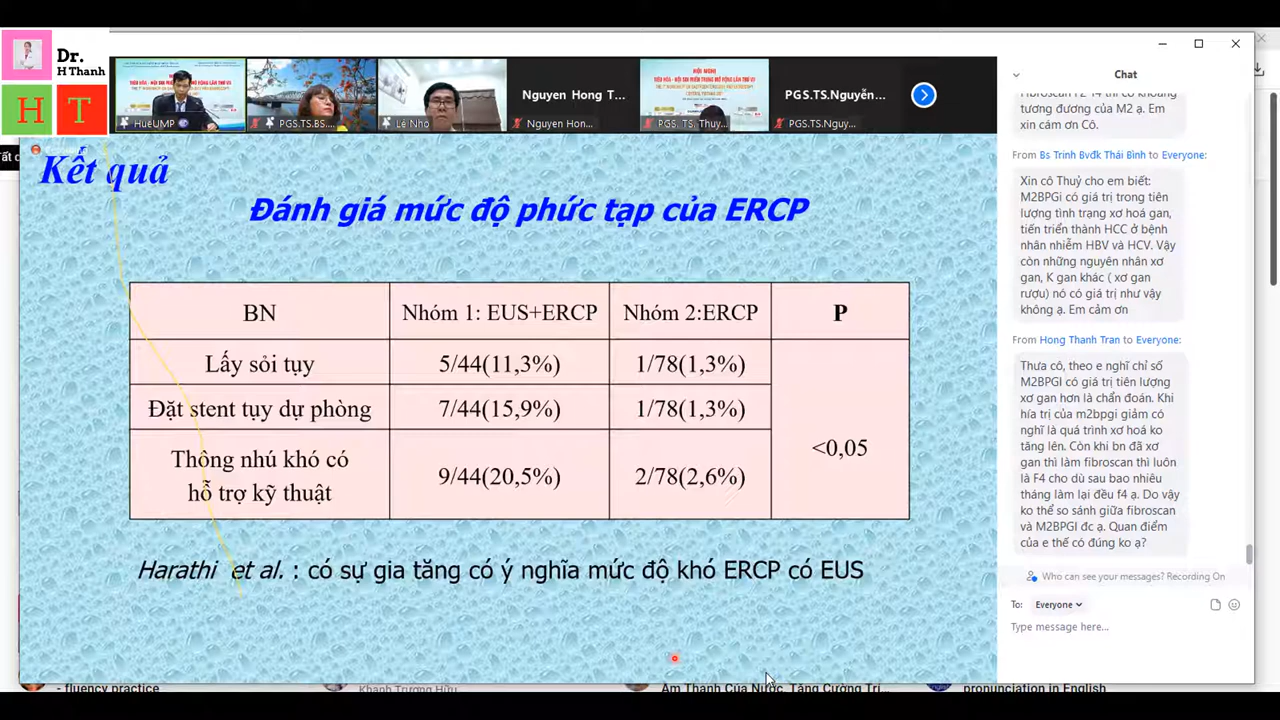 Dr.
H Thanh
H T
HueUMP
PGS.TS.BS....
Lê Nho
Nguyen Hong T...
Nguyen Hon...
PGS. TS. Thuy...
PGS.TS.Nguyễ...
PGS.TS.Nguy...
HỘI NGHỊ
Kết quả
Đánh giá mức độ phức tạp của ERCP
BN
Nhóm 1: EUS+ERCP
Nhóm 2:ERCP
P
Lấy sỏi tụy
5/44(11,3%)
1/78(1,3%)
Đặt stent tụy dự phòng
7/44(15,9%)
1/78(1,3%)
Thông nhú khó có
hỗ trợ kỹ thuật
9/44(20,5%)
2/78(2,6%)
<0,05
Harathi et al. : có sự gia tăng có ý nghĩa mức độ khó ERCP có EUS
Chat
tương đương của M2 ạ. Em
xin cảm ơn Cô.
From Bs Trinh Bvđk Thái Bình to Everyone:
Xin cô Thuỷ cho em biết:
M2BPGi có giá trị trong tiên
lượng tình trạng xơ hoá gan,
tiến triển thành HCC ở bệnh
nhân nhiễm HBV và HCV. Vậy
còn những nguyên nhân xơ
gan, K gan khác ( xơ gan
rượu) nó có giá trị như vậy
không ạ. Em cảm ơn
From Hong Thanh Tran to Everyone:
Thưa cô, theo e nghĩ chỉ số
M2BPGI có giá trị tiên lượng
xơ gan hơn là chẩn đoán. Khi
hía trị của m2bpgi giảm có
nghĩ là quá trình xơ hoá ko
tăng lên. Còn khi bn đã xơ
gan thì làm fibroscan thì luôn
là F4 cho dù sau bao nhiêu
tháng làm lại đều f4 ạ. Do vậy
ko thể so sánh giữa fibroscan
và M2BPGI đc ạ. Quan điểm
của e thế có đúng ko ạ?
Who can see your messages? Recording On
To: Everyone
Type message here...
- fluency practice
Khanh Trương Hữu
Âm Thanh Của Nước, Tăng Cường Trí...
pronunciation in English